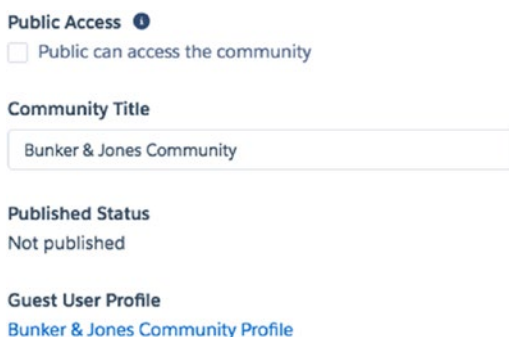 Public Access
Public can access the community
Community Title
Bunker & Jones Community
Published Status
Not published
Guest User Profile
Bunker & Jones Community Profile